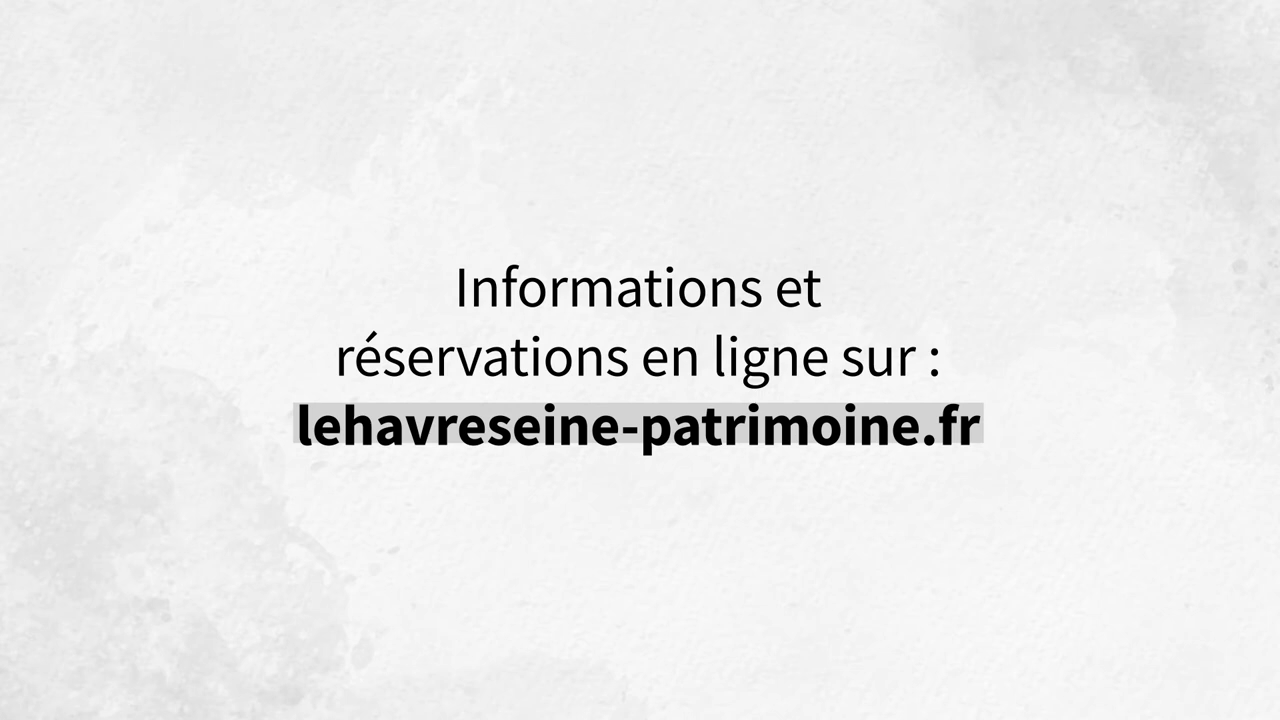 Informations et
réservations en ligne sur :
lehavreseine-patrimoine.fr